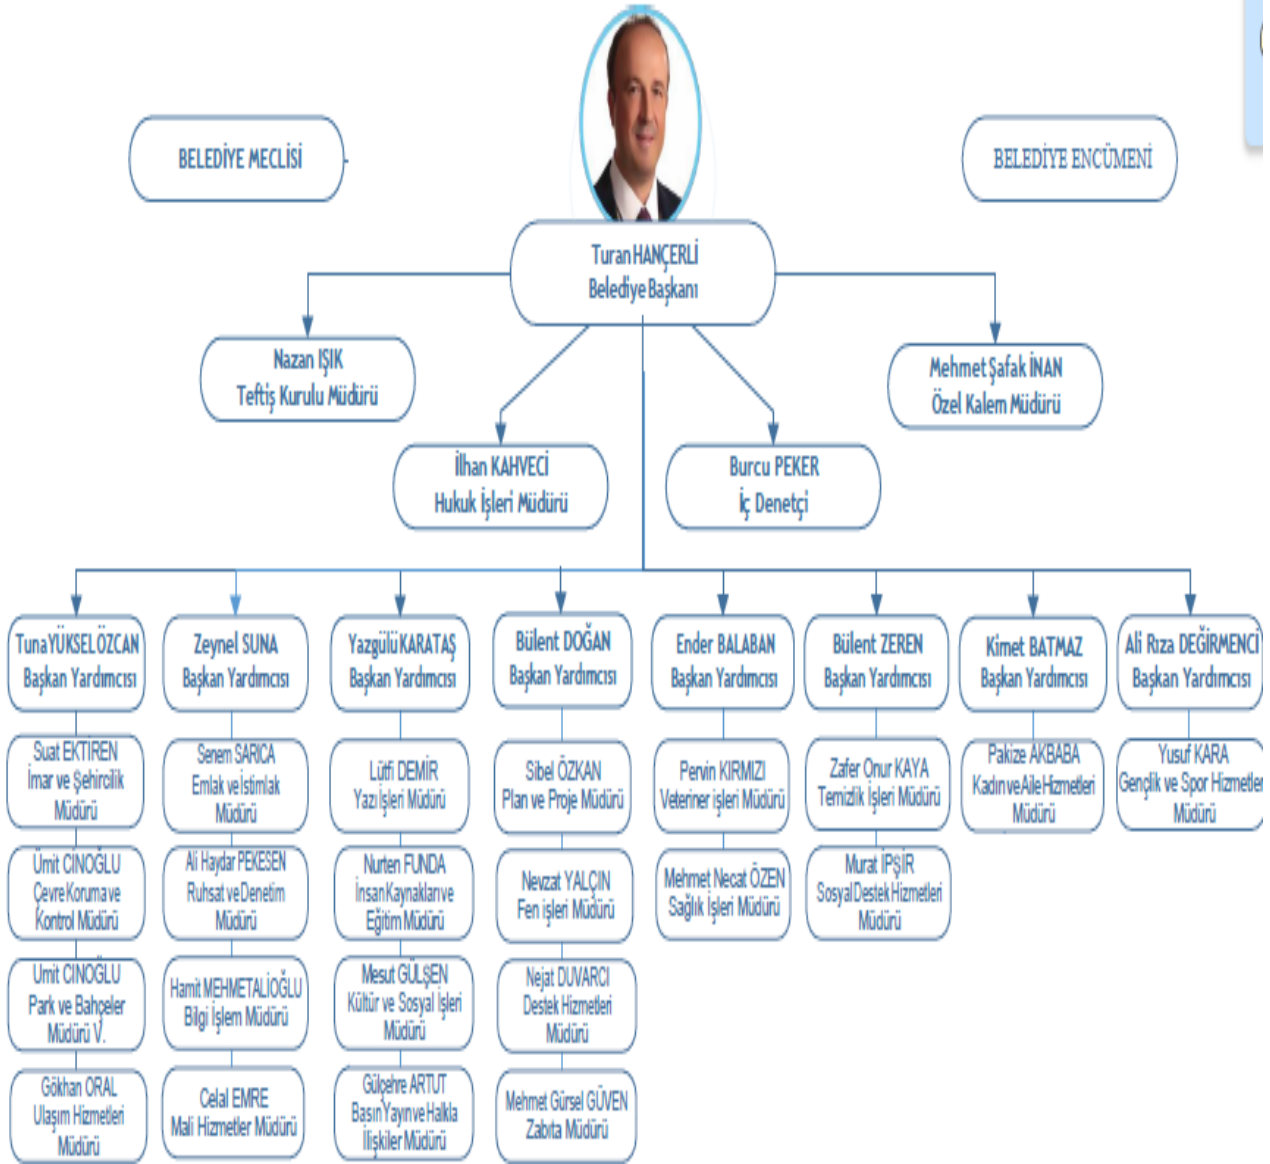 BELEDİYE MECLİSİ
BELEDİYE ENCÜMENİ
Turan HANÇERLİ
Belediye Başkanı
Nazan IŞIK
Teftiş Kurulu Müdürü
Mehmet Şafak İNAN
Özel Kalem Müdürü
İlhan KAHVECİ
Hukuk İşleri Müdürü
Burcu PEKER
İç Denetçi
Tuna YÜKSEL ÖZCAN
Başkan Yardımcısı
Zeynel SUNA
Başkan Yardımcısı
Yazgülü KARATAŞ
Başkan Yardımcısı
Bülent DOĞAN
Başkan Yardımcısı
Ender BALABAN
Başkan Yardımcısı
Bülent ZEREN
Başkan Yardımcısı
Kimet BATMAZ
Başkan Yardımcısı
Ali Rıza DEĞİRMENCİ
Başkan Yardımcısı
Suat EKTİREN
İmar ve Şehircilik
Müdürü
Senem SARICA
Emlak ve İstimlak
Müdürü
Lütfi DEMİR
Yazı İşleri Müdürü
Sibel ÖZKAN
Plan ve Proje Müdürü
Pervin KIRMIZI
Veteriner işleri Müdürü
Zafer Onur KAYA
Temizlik İşleri Müdürü
Pakize AKBABA
Kadın ve Aile Hizmetleri
Müdürü
Yusuf KARA
Gençlik ve Spor Hizmetler
Müdürü
Ümit CINOĞLU
Çevre Koruma ve
Kontrol Müdürü
Ali Haydar PEKESEN
Ruhsat ve Denetim
Müdürü
Nurten FUNDA
İnsan Kaynakları ve
Eğitim Müdürü
Nevzat YALÇIN
Fen işleri Müdürü
Mehmet Necat ÖZEN
Sağlık İşleri Müdürü
Murat İPŞİR
Sosyal Destek Hizmetleri
Müdürü
Umit CINOĞLU
Park ve Bahçeler
Müdürü V.
Hamit MEHMETALİOĞLU
Bilgi İşlem Müdürü
Mesut GÜLŞEN
Kültür ve Sosyal İşleri
Müdürü
Nejat DUVARCI
Destek Hizmetleri
Müdürü
Gökhan ORAL
Ulaşım Hizmetleri
Müdürü
Celal EMRE
Mali Hizmetler Müdürü
Gülçehre ARTUT
Basın Yayın ve Halkla
İlişkiler Müdürü
Mehmet Gürsel GÜVEN
Zabıta Müdürü